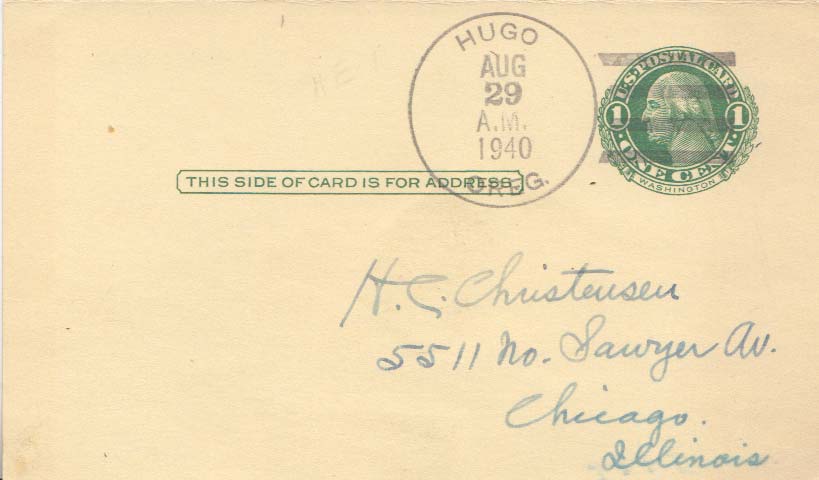 HUGO
AUG
29
A.M.
1940
OREG.
U.S. POSTAL CARD
1 1
ONE CENT
WASHINGTON
THIS SIDE OF CARD IS FOR ADDRESS
H. C. Christensen
5511 No. Sawyer Av.
Chicago.
Illinois